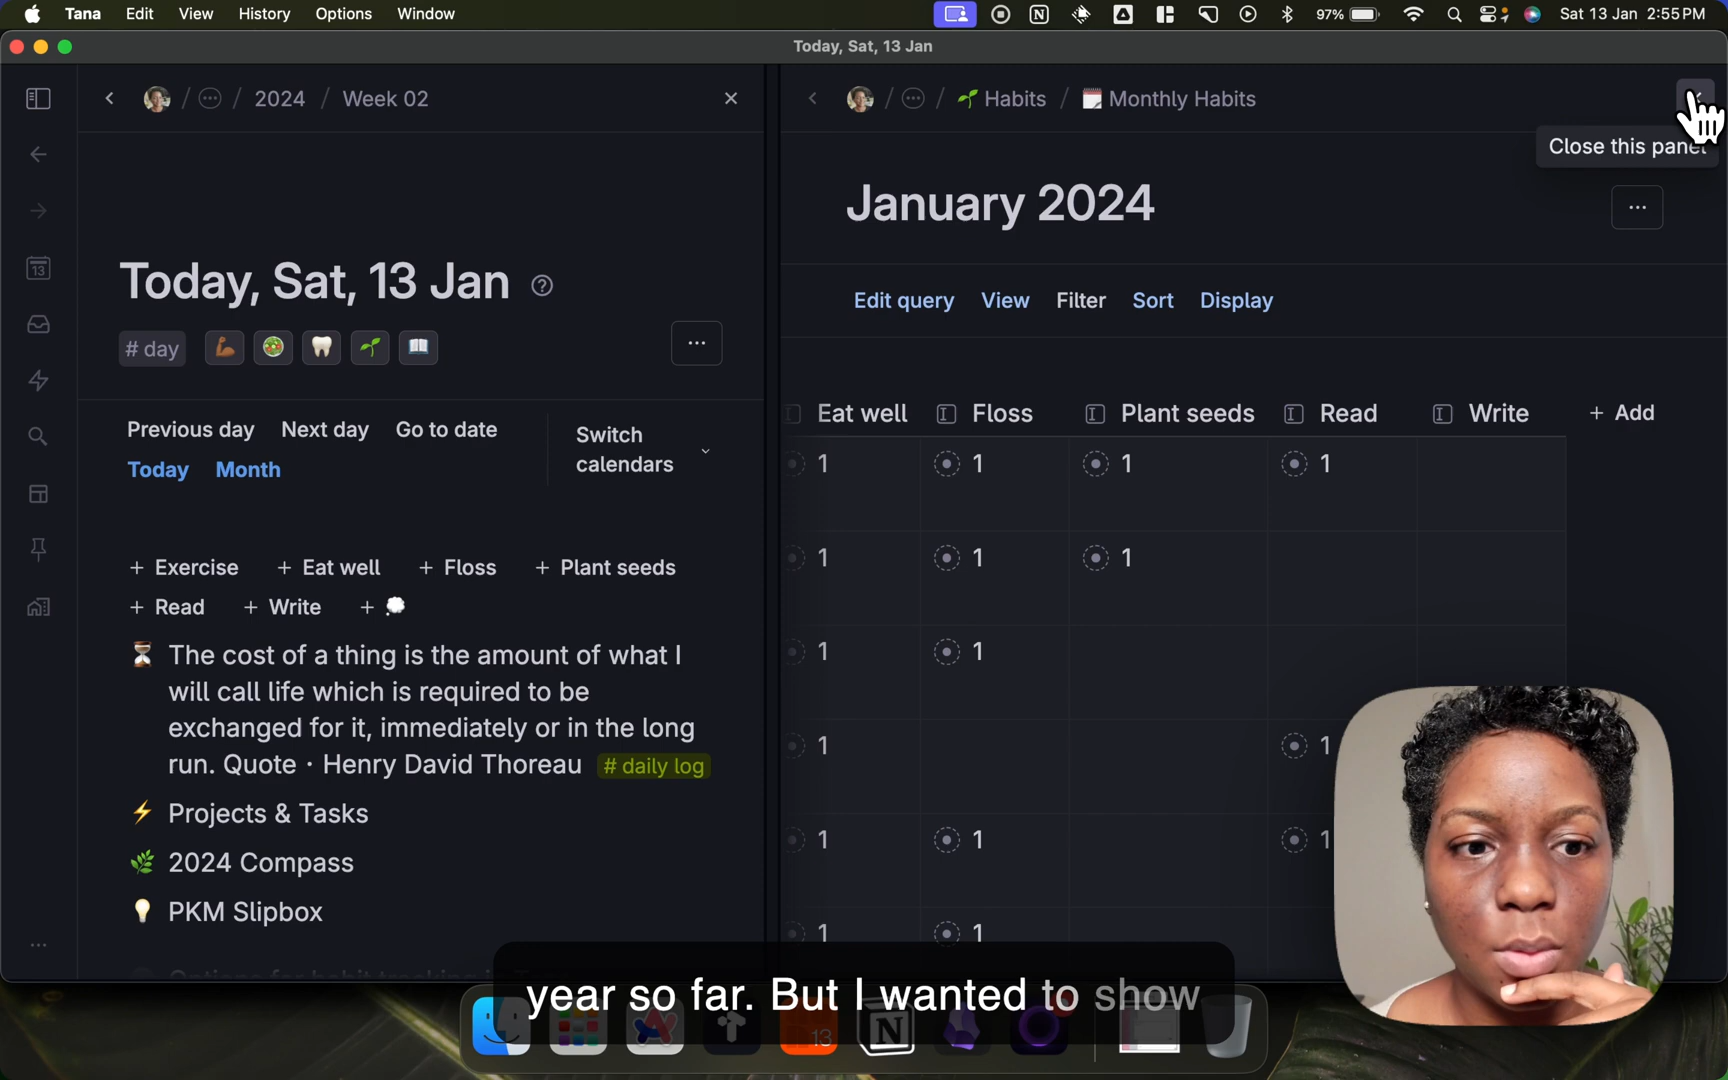 Tana Edit View History Options Window 97% Sat 13 Jan 2:55 PM
Today, Sat, 13 Jan
/ / 2024 / Week 02
Today, Sat, 13 Jan
# day
Previous day Next day Go to date
Today Month
Switch
calendars
+ Exercise + Eat well + Floss + Plant seeds
+ Read + Write +
The cost of a thing is the amount of what I
will call life which is required to be
exchanged for it, immediately or in the long
run. Quote • Henry David Thoreau # daily log
Projects & Tasks
2024 Compass
PKM Slipbox
/ / Habits / Monthly Habits
Close this panel
January 2024
Edit query View Filter Sort Display
Eat well Floss Plant seeds Read Write + Add
1 1 1 1
1 1 1
1 1
1 1
1 1 1
1 1
year so far. But I wanted to show
13
13